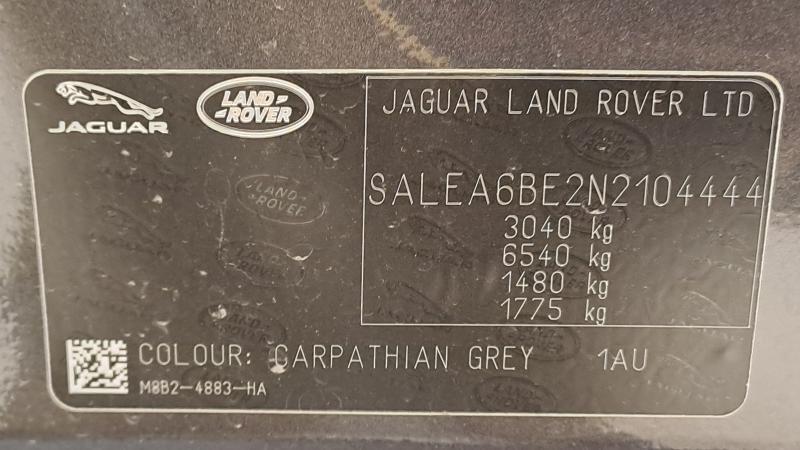 JAGUAR
LAND ROVER
JAGUAR LAND ROVER LTD
SALEA6BE2N2104444
3040 kg
6540 kg
1480 kg
1775 kg
COLOUR: CARPATHIAN GREY 1AU
M8B2-4883-HA